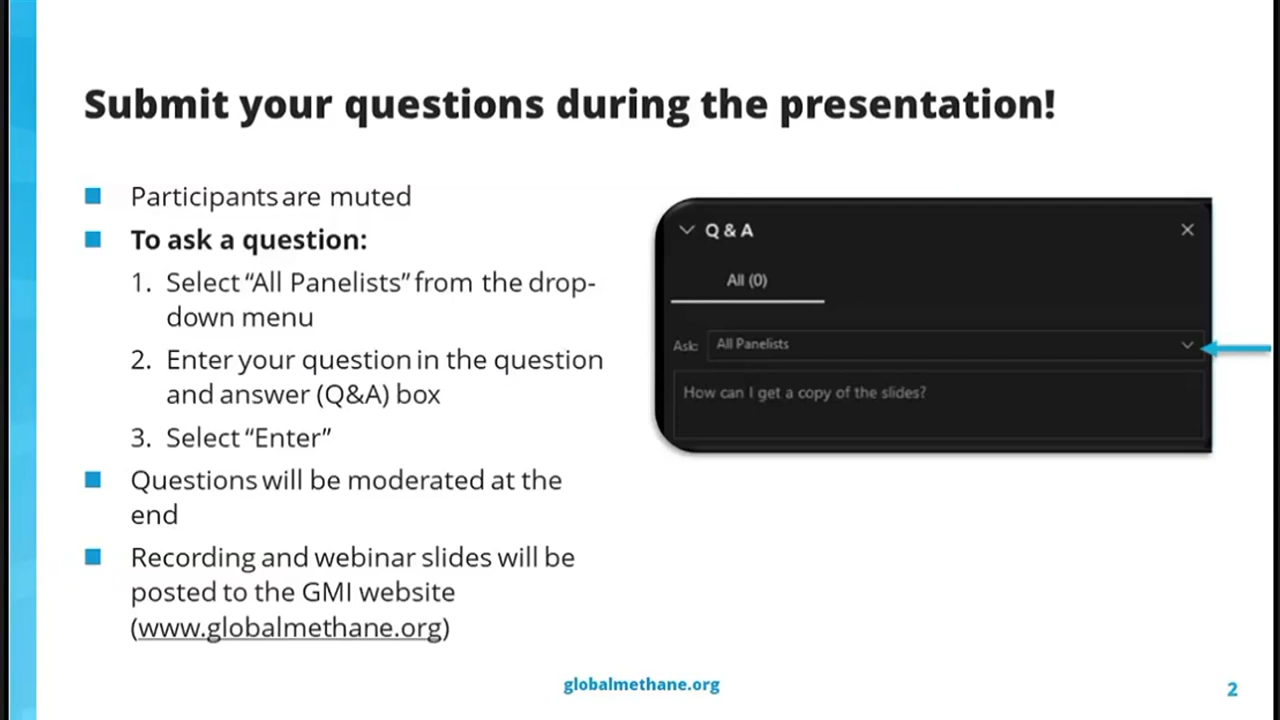 Submit your questions during the presentation!
Participants are muted
To ask a question:
1. Select “All Panelists” from the drop-
down menu
2. Enter your question in the question
and answer (Q&A) box
3. Select “Enter”
Questions will be moderated at the
end
Recording and webinar slides will be
posted to the GMI website
(www.globalmethane.org)
Q & A
All (0)
Ask: All Panelists
How can I get a copy of the slides?
globalmethane.org
2